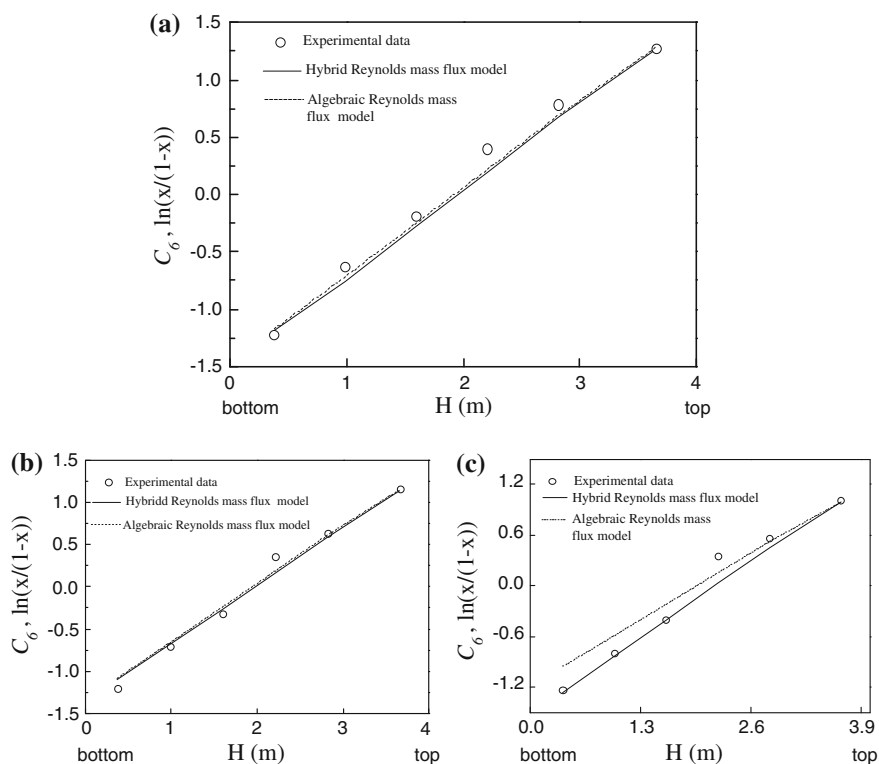 (a)
1.5
1.0
0.5
0.0
-0.5
-1.0
-1.5
C6 , ln(x/(1-x))
Experimental data
Hybrid Reynolds mass flux model
Algebraic Reynolds mass
flux model
0 1 2 3 4
bottom H (m) top
(b)
1.5
1.0
0.5
0.0
-0.5
-1.0
-1.5
C6 , ln(x/(1-x))
Experimental data
Hybridd Reynolds mass flux model
Algebraic Reynolds mass flux model
0 1 2 3 4
bottom H (m) top
(c)
1.2
0.6
0.0
-0.6
-1.2
C6 , ln(x/(1-x))
Experimental data
Hybrid Reynolds mass flux model
Algebraic Reynolds mass
flux model
0.0 1.3 2.6 3.9
bottom H (m) top